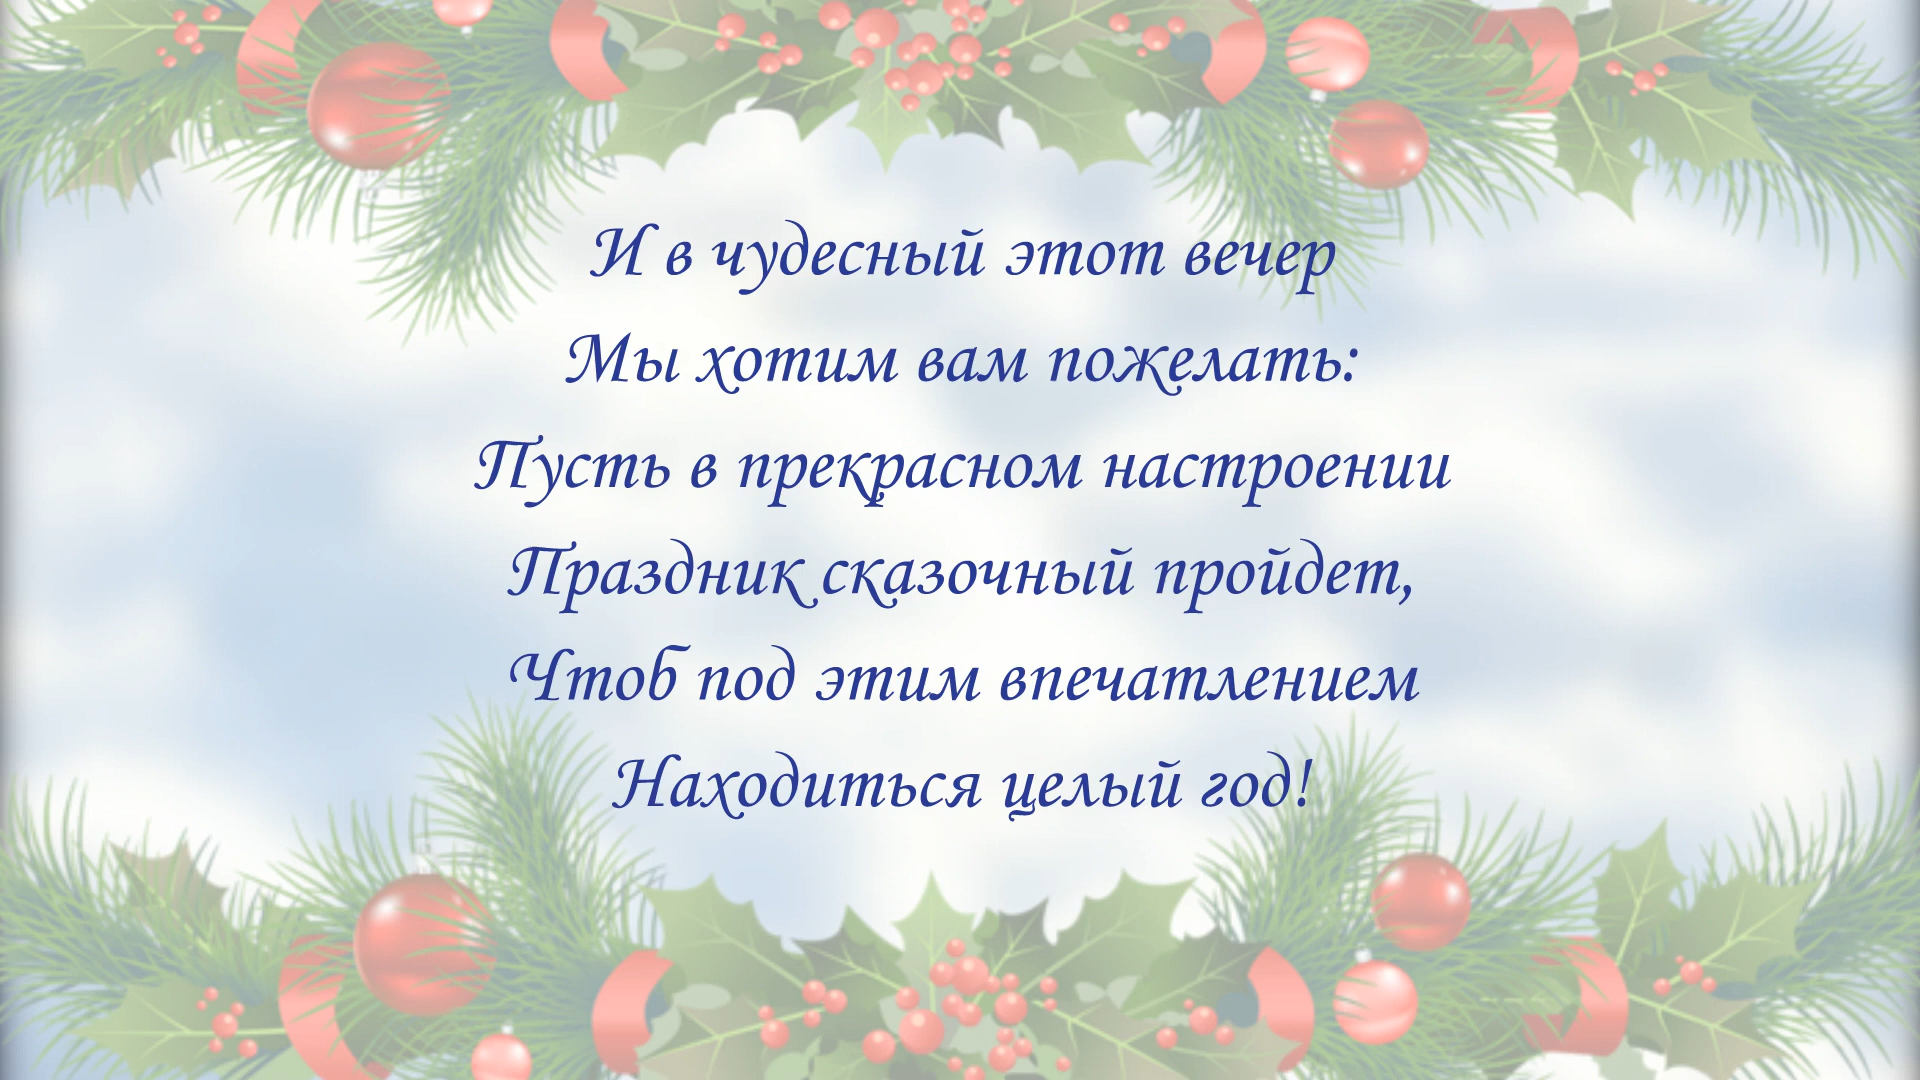 И в чудесный этот вечер
Мы хотим вам пожелать:
Пусть в прекрасном настроении
Праздник сказочный пройдет,
Чтоб под этим впечатлением
Находиться целый год!